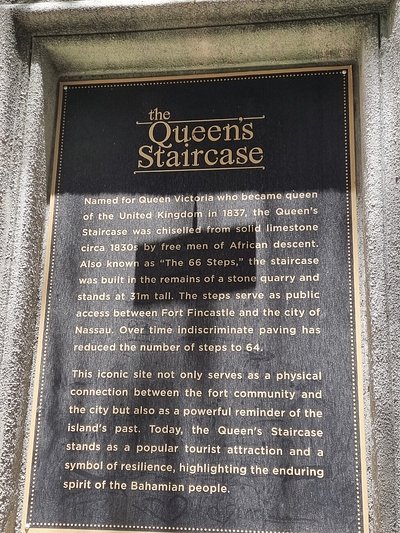 the
Queen's
Staircase
Named for Queen Victoria who became queen
of the United Kingdom in 1837, the Queen's
Staircase was chiselled from solid limestone
circa 1830s by free men of African descent.
Also known as “The 66 Steps,” the staircase
was built in the remains of a stone quarry and
stands at 31m tall. The steps serve as public
access between Fort Fincastle and the city of
Nassau. Over time indiscriminate paving has
reduced the number of steps to 64.
This iconic site not only serves as a physical
connection between the fort community and
the city but also as a powerful reminder of the
island's past. Today, the Queen's Staircase
stands as a popular tourist attraction and a
symbol of resilience, highlighting the enduring
spirit of the Bahamian people.